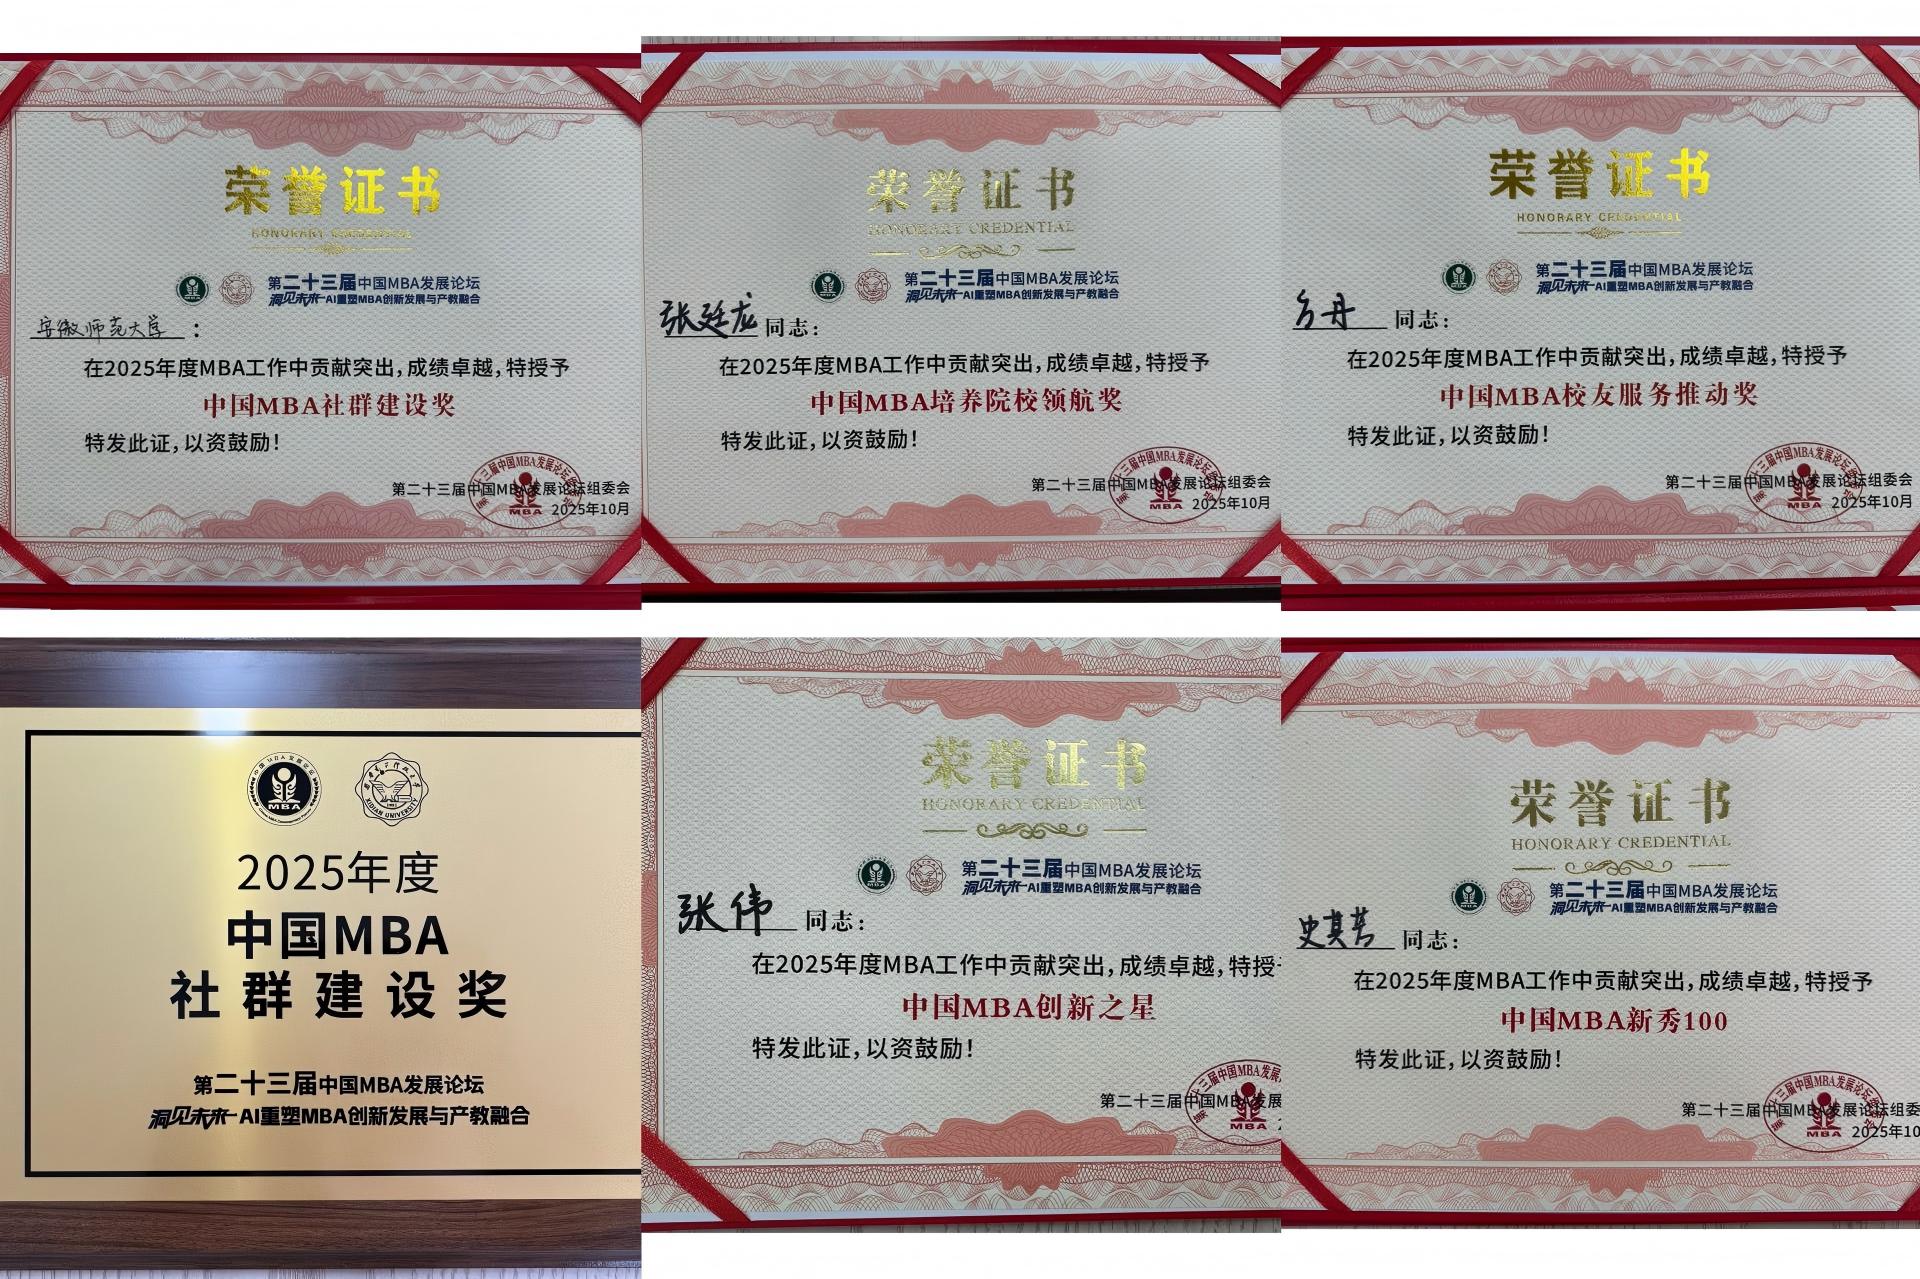 荣誉证书
HONORARY CREDENTIAL
第二十三届中国MBA发展论坛
洞见未来-AI重塑MBA创新发展与产教融合
安徽师范大学：
在2025年度MBA工作中贡献突出，成绩卓越，特授予
中国MBA社群建设奖
特发此证，以资鼓励！
第二十三届中国MBA发展论坛组委会
2025年10月
MBA
荣誉证书
HONORARY CREDENTIAL
第二十三届中国MBA发展论坛
洞见未来-AI重塑MBA创新发展与产教融合
张廷龙同志：
在2025年度MBA工作中贡献突出，成绩卓越，特授予
中国MBA培养院校领航奖
特发此证，以资鼓励！
第二十三届中国MBA发展论坛组委会
2025年10月
MBA
荣誉证书
HONORARY CREDENTIAL
第二十三届中国MBA发展论坛
洞见未来-AI重塑MBA创新发展与产教融合
丹同志：
在2025年度MBA工作中贡献突出，成绩卓越，特授予
中国MBA校友服务推动奖
特发此证，以资鼓励！
第二十三届中国MBA发展论坛组委会
2025年10月
MBA
MBA
XIDIAN UNIVERSITY
2025年度
中国MBA
社群建设奖
第二十三届中国MBA发展论坛
洞见未来-AI重塑MBA创新发展与产教融合
荣誉证书
HONORARY CREDENTIAL
第二十三届中国MBA发展论坛
洞见未来-AI重塑MBA创新发展与产教融合
张伟同志：
在2025年度MBA工作中贡献突出，成绩卓越，特授
中国MBA创新之星
特发此证，以资鼓励！
第二十三届中国MBA发展
MBA
荣誉证书
HONORARY CREDENTIAL
第二十三届中国MBA发展论坛
洞见未来-AI重塑MBA创新发展与产教融合
史其芳同志：
在2025年度MBA工作中贡献突出，成绩卓越，特授予
中国MBA新秀100
特发此证，以资鼓励！
第二十三届中国MBA发展论坛组委
2025年10
MBA